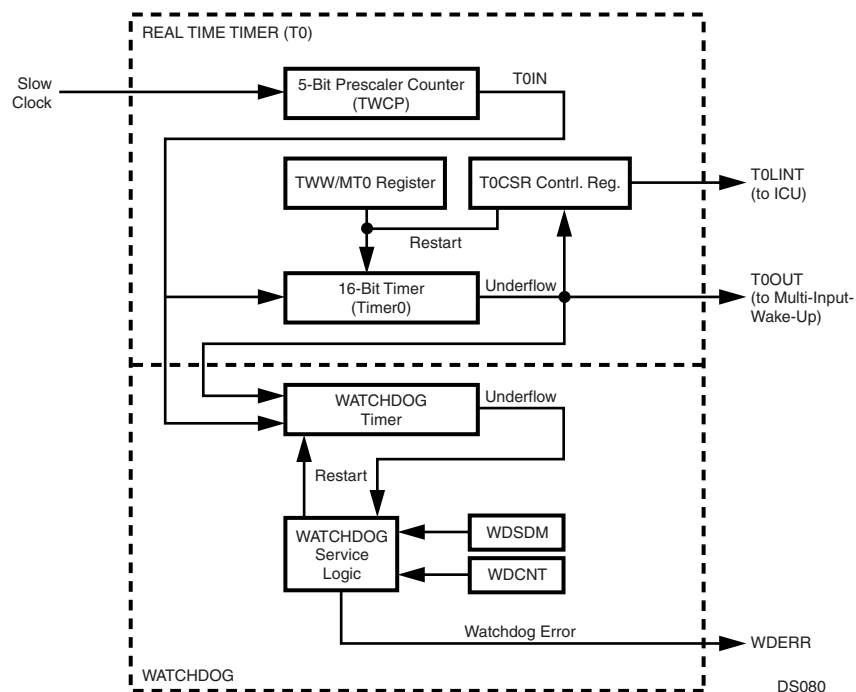 REAL TIME TIMER (T0)
Slow
Clock
5-Bit Prescaler Counter
(TWCP)
T0IN
TWW/MT0 Register
T0CSR Contrl. Reg.
T0LINT
(to ICU)
Restart
16-Bit Timer
(Timer0)
Underflow
T0OUT
(to Multi-Input-
Wake-Up)
WATCHDOG
Timer
Underflow
Restart
WATCHDOG
Service
Logic
WDSDM
WDCNT
Watchdog Error
WDERR
WATCHDOG
DS080